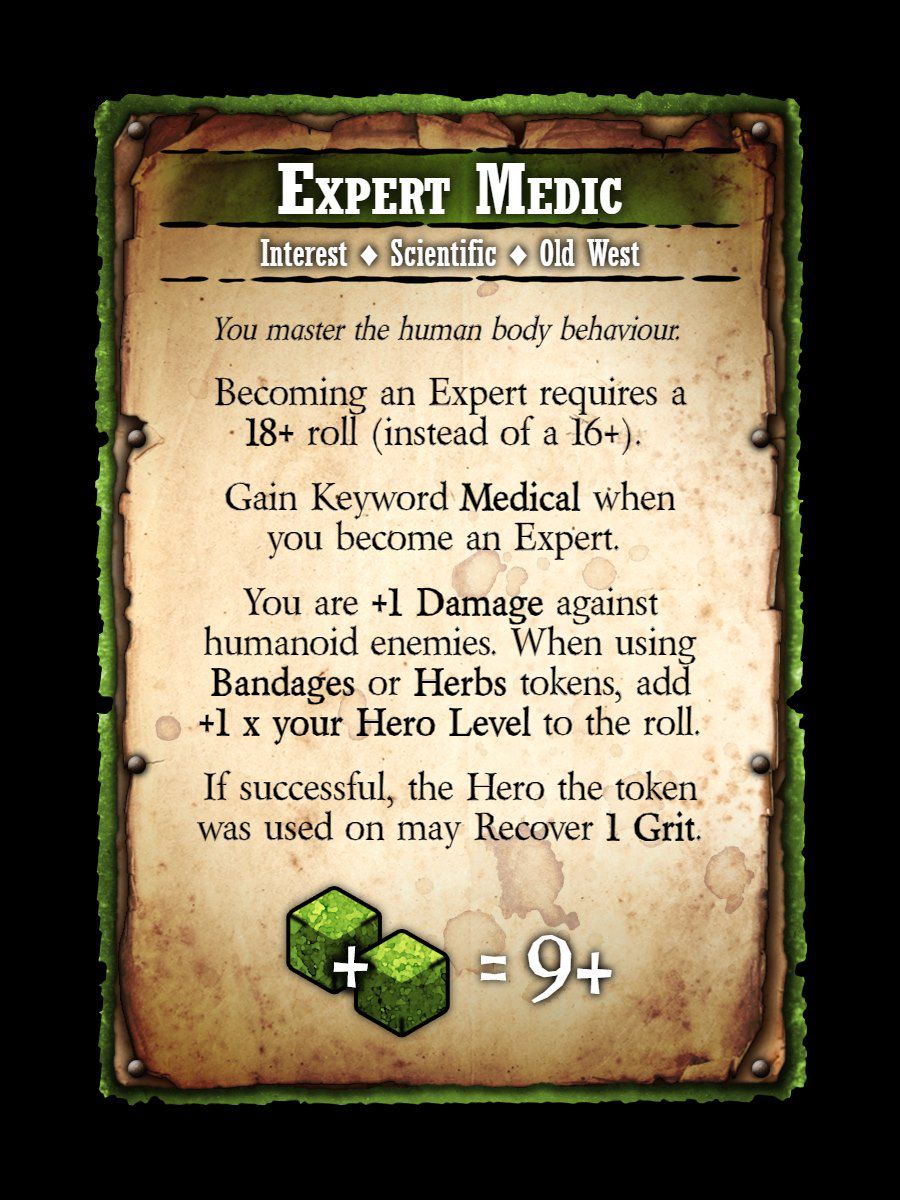 Expert Medic
Interest ◆ Scientific ◆ Old West
You master the human body behaviour.
Becoming an Expert requires a
18+ roll (instead of a 16+).
Gain Keyword Medical when
you become an Expert.
You are +1 Damage against
humanoid enemies. When using
Bandages or Herbs tokens, add
+1 x your Hero Level to the roll.
If successful, the Hero the token
was used on may Recover 1 Grit.
+ = 9+